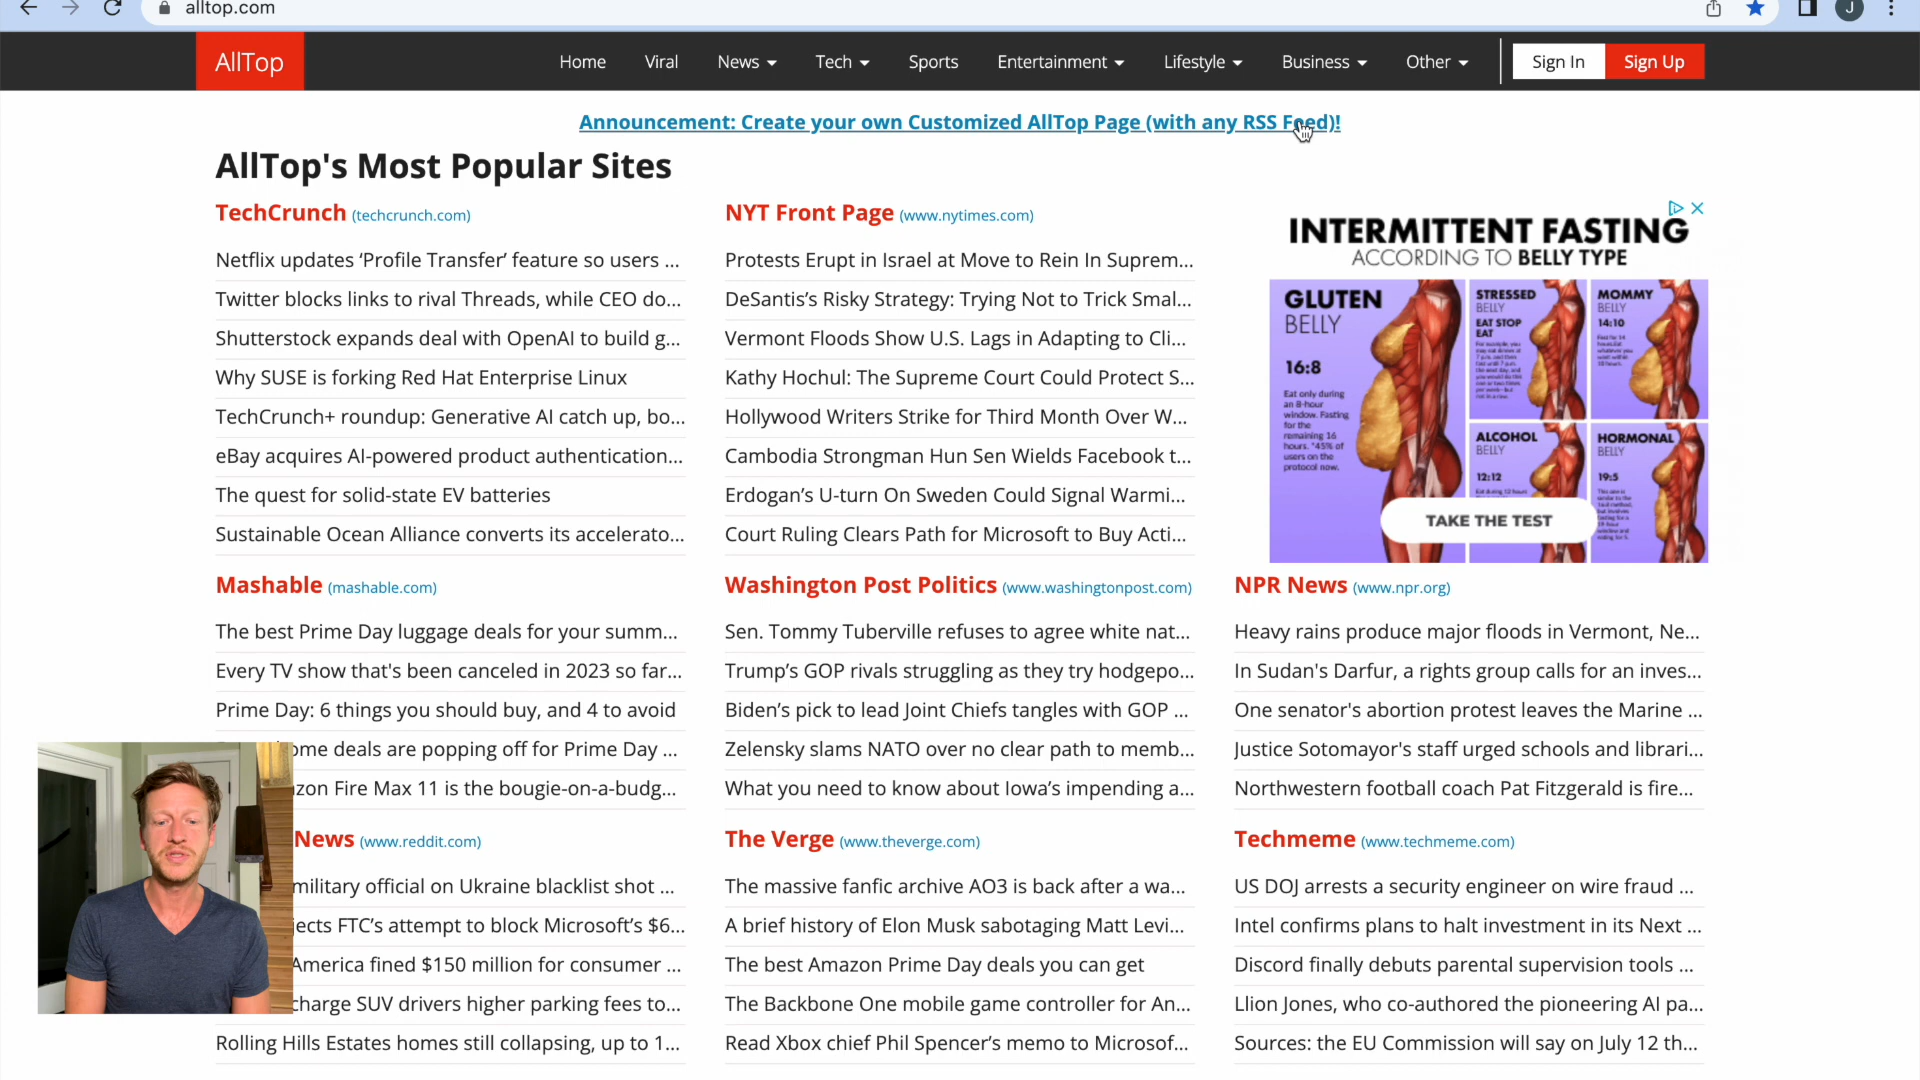 alltop.com
J
AllTop
Home
Viral
News
Tech
Sports
Entertainment
Lifestyle
Business
Other
Sign In
Sign Up
Announcement: Create your own Customized AllTop Page (with any RSS Feed)!
AllTop's Most Popular Sites
TechCrunch (techcrunch.com)
Netflix updates ‘Profile Transfer’ feature so users ...
Twitter blocks links to rival Threads, while CEO do...
Shutterstock expands deal with OpenAI to build g...
Why SUSE is forking Red Hat Enterprise Linux
TechCrunch+ roundup: Generative AI catch up, bo...
eBay acquires AI-powered product authentication...
The quest for solid-state EV batteries
Sustainable Ocean Alliance converts its accelerato...
NYT Front Page (www.nytimes.com)
Protests Erupt in Israel at Move to Rein In Suprem...
DeSantis’s Risky Strategy: Trying Not to Trick Smal...
Vermont Floods Show U.S. Lags in Adapting to Cli...
Kathy Hochul: The Supreme Court Could Protect S...
Hollywood Writers Strike for Third Month Over W...
Cambodia Strongman Hun Sen Wields Facebook t...
Erdogan’s U-turn On Sweden Could Signal Warmi...
Court Ruling Clears Path for Microsoft to Buy Acti...
INTERMITTENT FASTING
ACCORDING TO BELLY TYPE
GLUTEN
BELLY
16:8
Eat only during
an 8-hour
window. Fasting
for the
remaining 16
hours. *45% of
users on the
protocol now.
STRESSED
BELLY
EAT STOP
EAT
MOMMY
BELLY
14:10
ALCOHOL
BELLY
12:12
HORMONAL
BELLY
19:5
TAKE THE TEST
Mashable (mashable.com)
The best Prime Day luggage deals for your summ...
Every TV show that's been canceled in 2023 so far...
Prime Day: 6 things you should buy, and 4 to avoid
ome deals are popping off for Prime Day ...
zon Fire Max 11 is the bougie-on-a-budg...
Washington Post Politics (www.washingtonpost.com)
Sen. Tommy Tuberville refuses to agree white nat...
Trump’s GOP rivals struggling as they try hodgepo...
Biden’s pick to lead Joint Chiefs tangles with GOP ...
Zelensky slams NATO over no clear path to memb...
What you need to know about Iowa’s impending a...
NPR News (www.npr.org)
Heavy rains produce major floods in Vermont, Ne...
In Sudan's Darfur, a rights group calls for an inves...
One senator's abortion protest leaves the Marine ...
Justice Sotomayor's staff urged schools and librari...
Northwestern football coach Pat Fitzgerald is fire...
News (www.reddit.com)
military official on Ukraine blacklist shot ...
ects FTC’s attempt to block Microsoft’s $6...
America fined $150 million for consumer ...
charge SUV drivers higher parking fees to...
Rolling Hills Estates homes still collapsing, up to 1...
The Verge (www.theverge.com)
The massive fanfic archive AO3 is back after a wa...
A brief history of Elon Musk sabotaging Matt Levi...
The best Amazon Prime Day deals you can get
The Backbone One mobile game controller for An...
Read Xbox chief Phil Spencer’s memo to Microsof...
Techmeme (www.techmeme.com)
US DOJ arrests a security engineer on wire fraud ...
Intel confirms plans to halt investment in its Next ...
Discord finally debuts parental supervision tools ...
Llion Jones, who co-authored the pioneering AI pa...
Sources: the EU Commission will say on July 12 th...